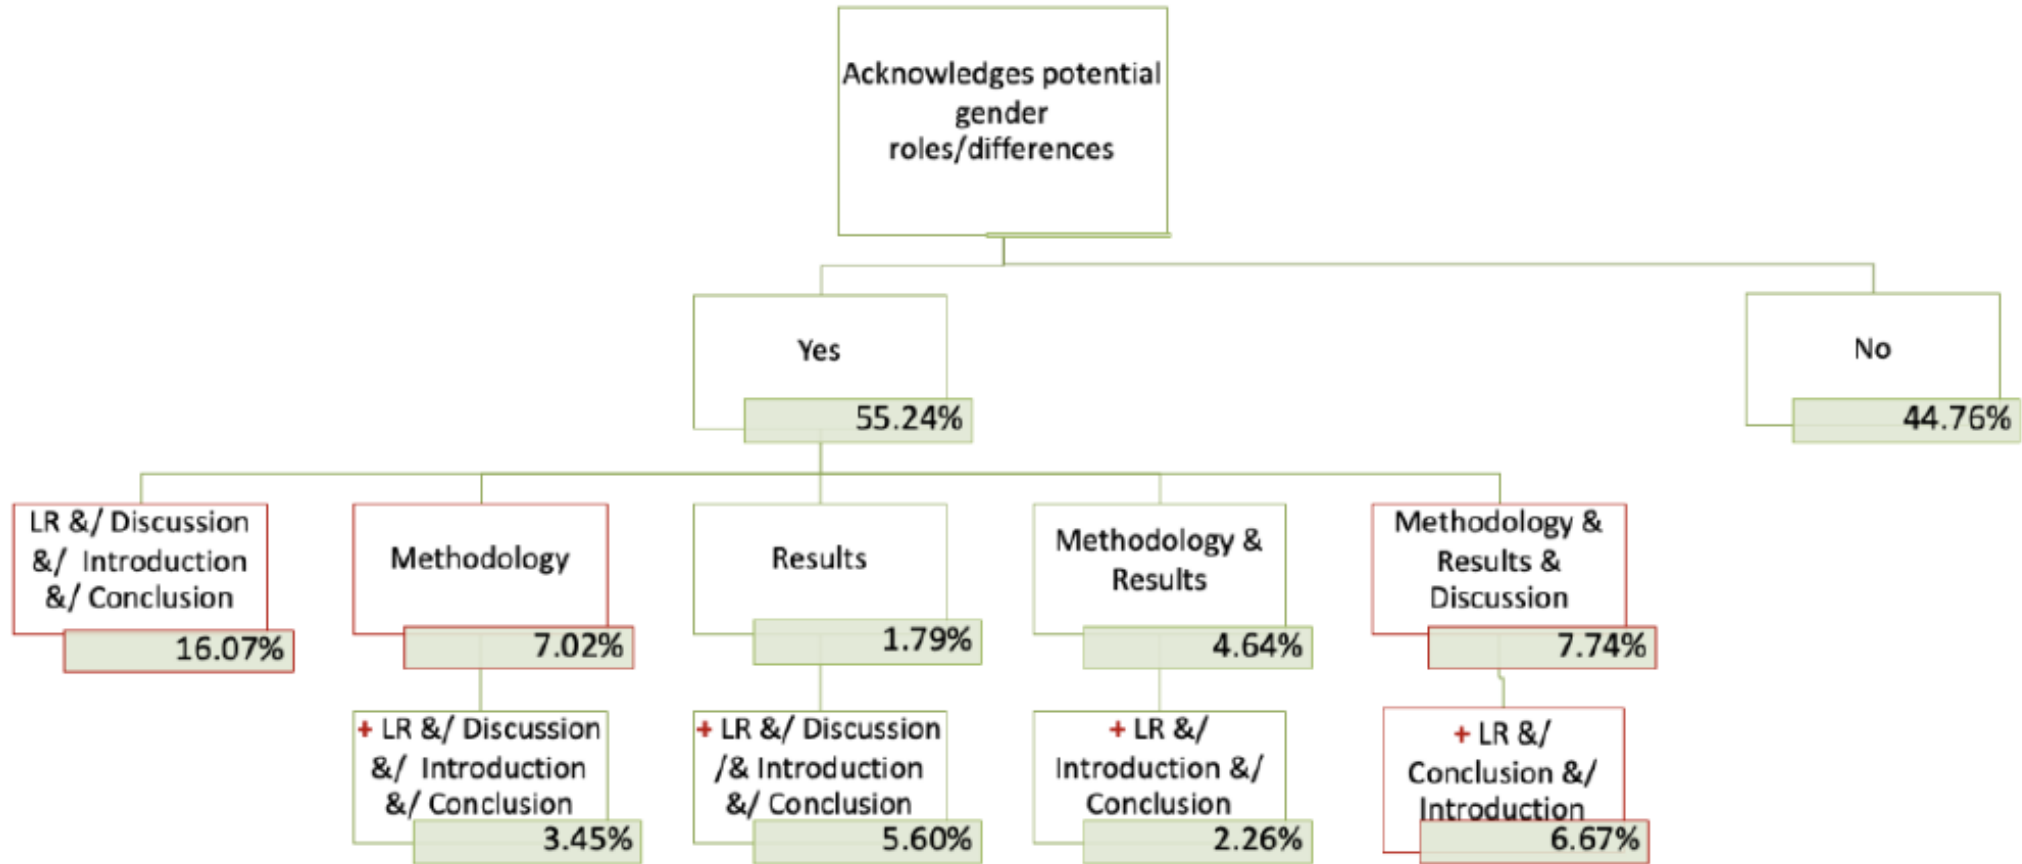 Acknowledges potential
gender
roles/differences
Yes
55.24%
No
44.76%
LR &/ Discussion
&/ Introduction
&/ Conclusion
16.07%
Methodology
7.02%
Results
1.79%
Methodology &
Results
4.64%
Methodology &
Results &
Discussion
7.74%
+ LR &/ Discussion
&/ Introduction
&/ Conclusion
3.45%
+ LR &/ Discussion
/& Introduction
&/ Conclusion
5.60%
+ LR &/
Introduction &/
Conclusion
2.26%
+ LR &/
Conclusion &/
Introduction
6.67%